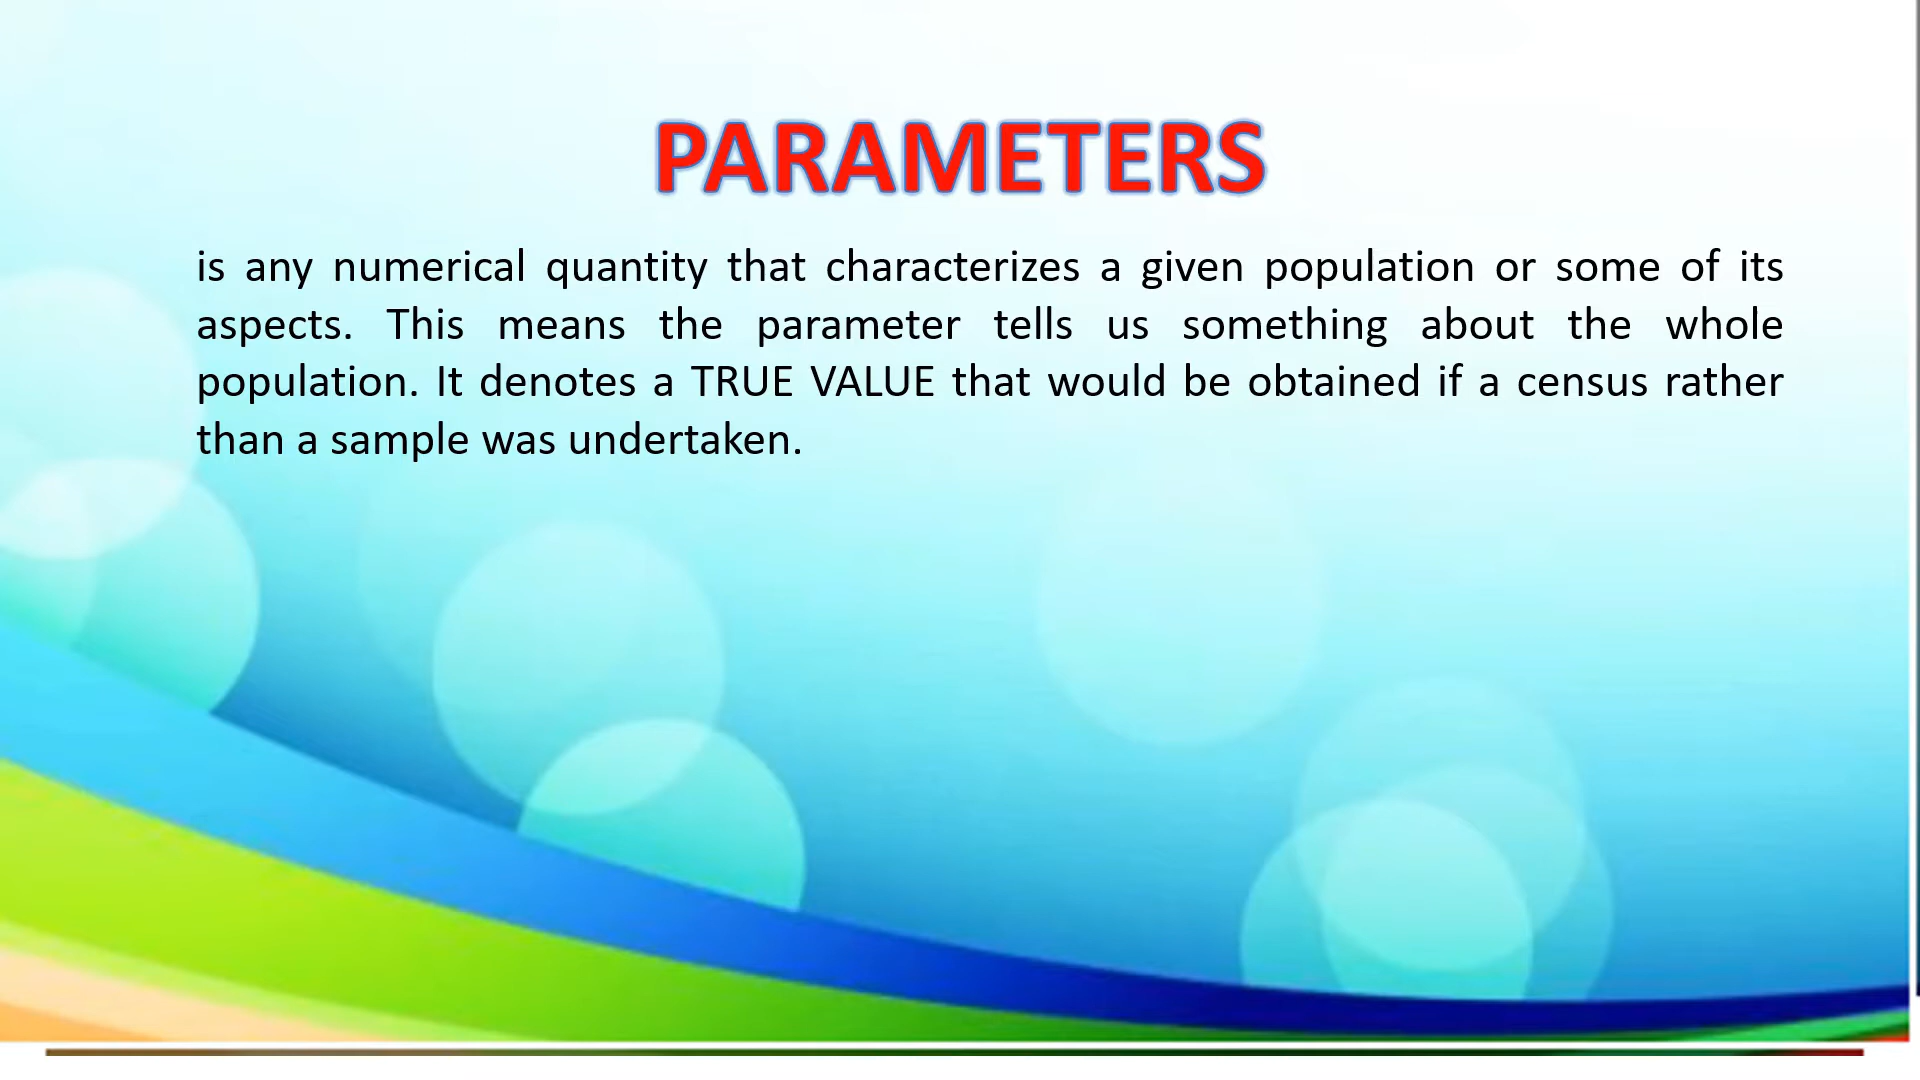 PARAMETERS
is any numerical quantity that characterizes a given population or some of its
aspects. This means the parameter tells us something about the whole
population. It denotes a TRUE VALUE that would be obtained if a census rather
than a sample was undertaken.